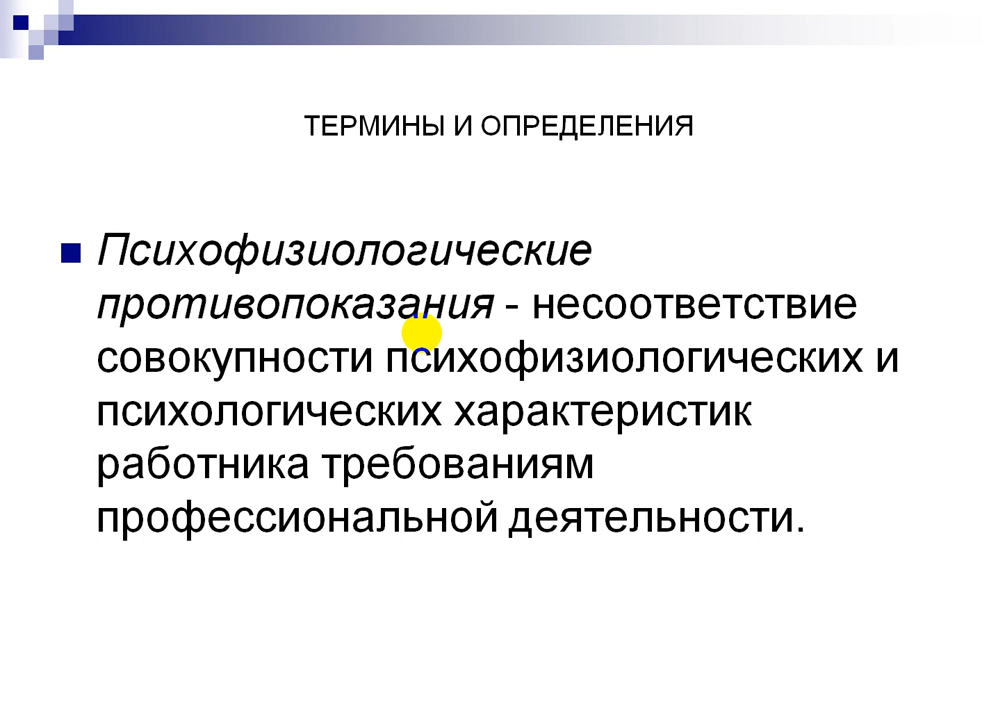 ТЕРМИНЫ И ОПРЕДЕЛЕНИЯ
Психофизиологические
противопоказания - несоответствие
совокупности психофизиологических и
психологических характеристик
работника требованиям
профессиональной деятельности.